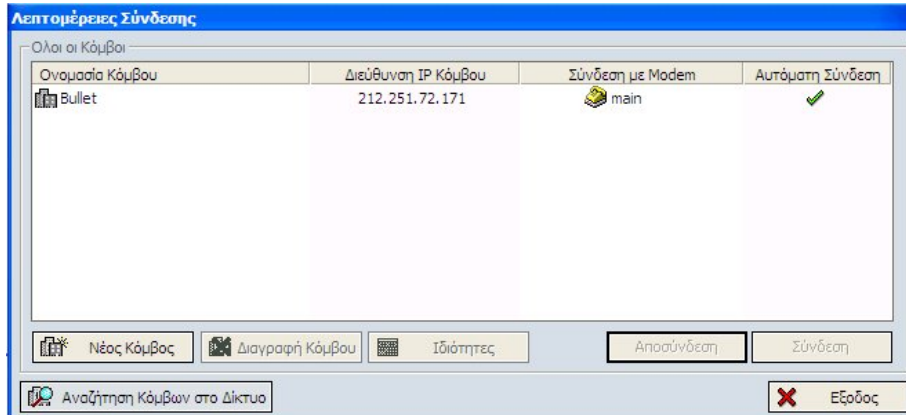 Λεπτομέρειες Σύνδεσης
Ολοι οι Κόμβοι
Ονομασία Κόμβου Διεύθυνση IP Κόμβου Σύνδεση με Modem Αυτόματη Σύνδεση
Bullet 212.251.72.171 main
Νέος Κόμβος Διαγραφή Κόμβου Ιδιότητες Αποσύνδεση Σύνδεση
Αναζήτηση Κόμβων στο Δίκτυο Εξοδος